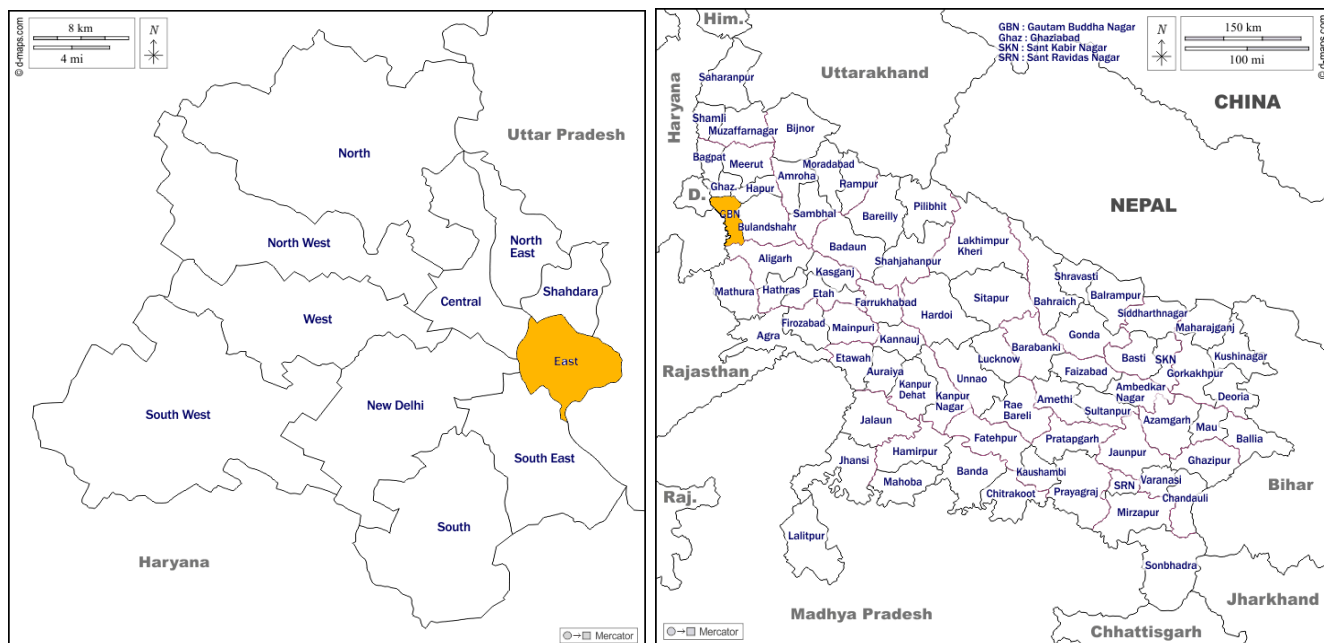 8 km
4 mi
N
© d-maps.com
Uttar Pradesh
North
North West
North
East
Shahdara
Central
West
East
New Delhi
South West
South East
South
Haryana
Mercator
Him.
GBN : Gautam Buddha Nagar
Ghaz : Ghaziabad
SKN : Sant Kabir Nagar
SRN : Sant Ravidas Nagar
N
150 km
100 mi
© d-maps.com
Uttarakhand
CHINA
Haryana
Saharanpur
Shamli
Muzaffarnagar
Bijnor
Bagpat
Meerut
Moradabad
Amroha
Rampur
Ghaz.
Hapur
D.
Pilibhit
NEPAL
GBN
Bulandshahr
Sambhal
Bareilly
Badaun
Lakhimpur
Kheri
Aligarh
Shahjahanpur
Kasganj
Shravasti
Mathura
Hathras
Etah
Farrukhabad
Sitapur
Bahraich
Balrampur
Hardoi
Siddharthnagar
Maharajganj
Agra
Firozabad
Mainpuri
Kannauj
Gonda
Barabanki
Etawah
Lucknow
Basti
SKN
Kushinagar
Rajasthan
Auraiya
Unnao
Faizabad
Gorkakhpur
Kanpur
Dehat
Kanpur
Nagar
Ambedkar
Nagar
Deoria
Rae
Bareli
Amethi
Sultanpur
Azamgarh
Mau
Jalaun
Ballia
Fatehpur
Pratapgarh
Jaunpur
Ghazipur
Jhansi
Hamirpur
Banda
Kaushambi
Mahoba
Chitrakoot
Prayagraj
SRN
Varanasi
Chandauli
Bihar
Mirzapur
Raj.
Lalitpur
Sonbhadra
Madhya Pradesh
Jharkhand
Chhattisgarh
Mercator